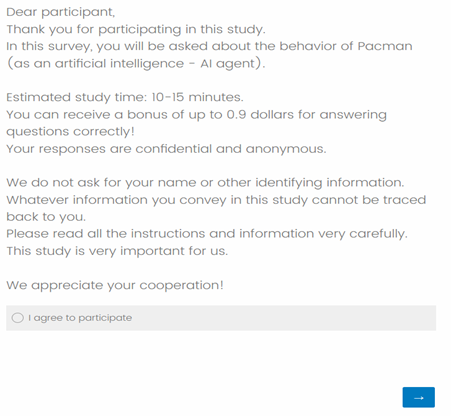 Dear participant,
Thank you for participating in this study.
In this survey, you will be asked about the behavior of Pacman
(as an artificial intelligence - AI agent).
Estimated study time: 10-15 minutes.
You can receive a bonus of up to 0.9 dollars for answering
questions correctly!
Your responses are confidential and anonymous.
We do not ask for your name or other identifying information.
Whatever information you convey in this study cannot be traced
back to you.
Please read all the instructions and information very carefully.
This study is very important for us.
We appreciate your cooperation!
I agree to participate
→